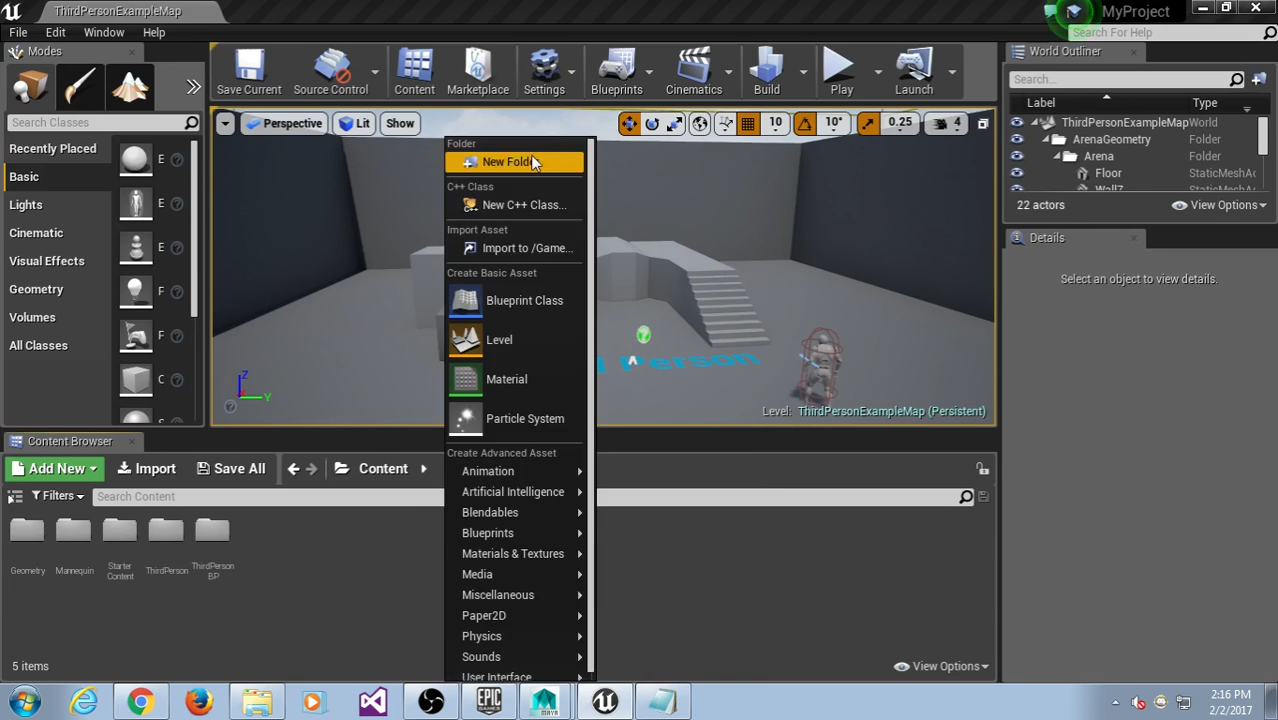 ThirdPersonExampleMap
MyProject
File Edit Window Help
Search For Help
Modes
Save Current
Source Control
Content
Marketplace
Settings
Blueprints
Cinematics
Build
Play
Launch
World Outliner
Search...
Label Type
ThirdPersonExampleMap World
ArenaGeometry Folder
Arena Folder
Floor StaticMeshAc
StaticMeshAc
22 actors
View Options
Search Classes
Recently Placed
Basic
Lights
Cinematic
Visual Effects
Geometry
Volumes
All Classes
E
E
E
F
F
C
S
Perspective
Lit
Show
10
10°
0.25
4
Folder
New Folder
C++ Class
New C++ Class...
Import Asset
Import to /Game...
Create Basic Asset
Blueprint Class
Level
Material
Particle System
Create Advanced Asset
Animation
Artificial Intelligence
Blendables
Blueprints
Materials & Textures
Media
Miscellaneous
Paper2D
Physics
Sounds
User Interface
Z
Y
d Person
Level: ThirdPersonExampleMap (Persistent)
Details
Select an object to view details.
Content Browser
Add New
Import
Save All
Content
Filters
Search Content
Geometry
Mannequin
Starter
Content
ThirdPerson
ThirdPerson
BP
5 items
View Options
EPIC
GAMES
MAYA
2:16 PM
2/2/2017